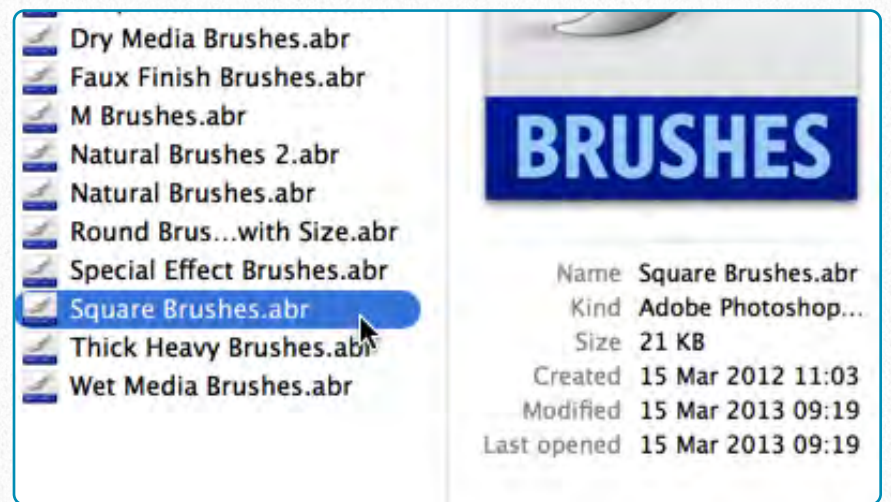 Dry Media Brushes.abr
Faux Finish Brushes.abr
M Brushes.abr
Natural Brushes 2.abr
Natural Brushes.abr
Round Brus...with Size.abr
Special Effect Brushes.abr
Square Brushes.abr
Thick Heavy Brushes.abr
Wet Media Brushes.abr
BRUSHES
Name Square Brushes.abr
Kind Adobe Photoshop...
Size 21 KB
Created 15 Mar 2012 11:03
Modified 15 Mar 2013 09:19
Last opened 15 Mar 2013 09:19